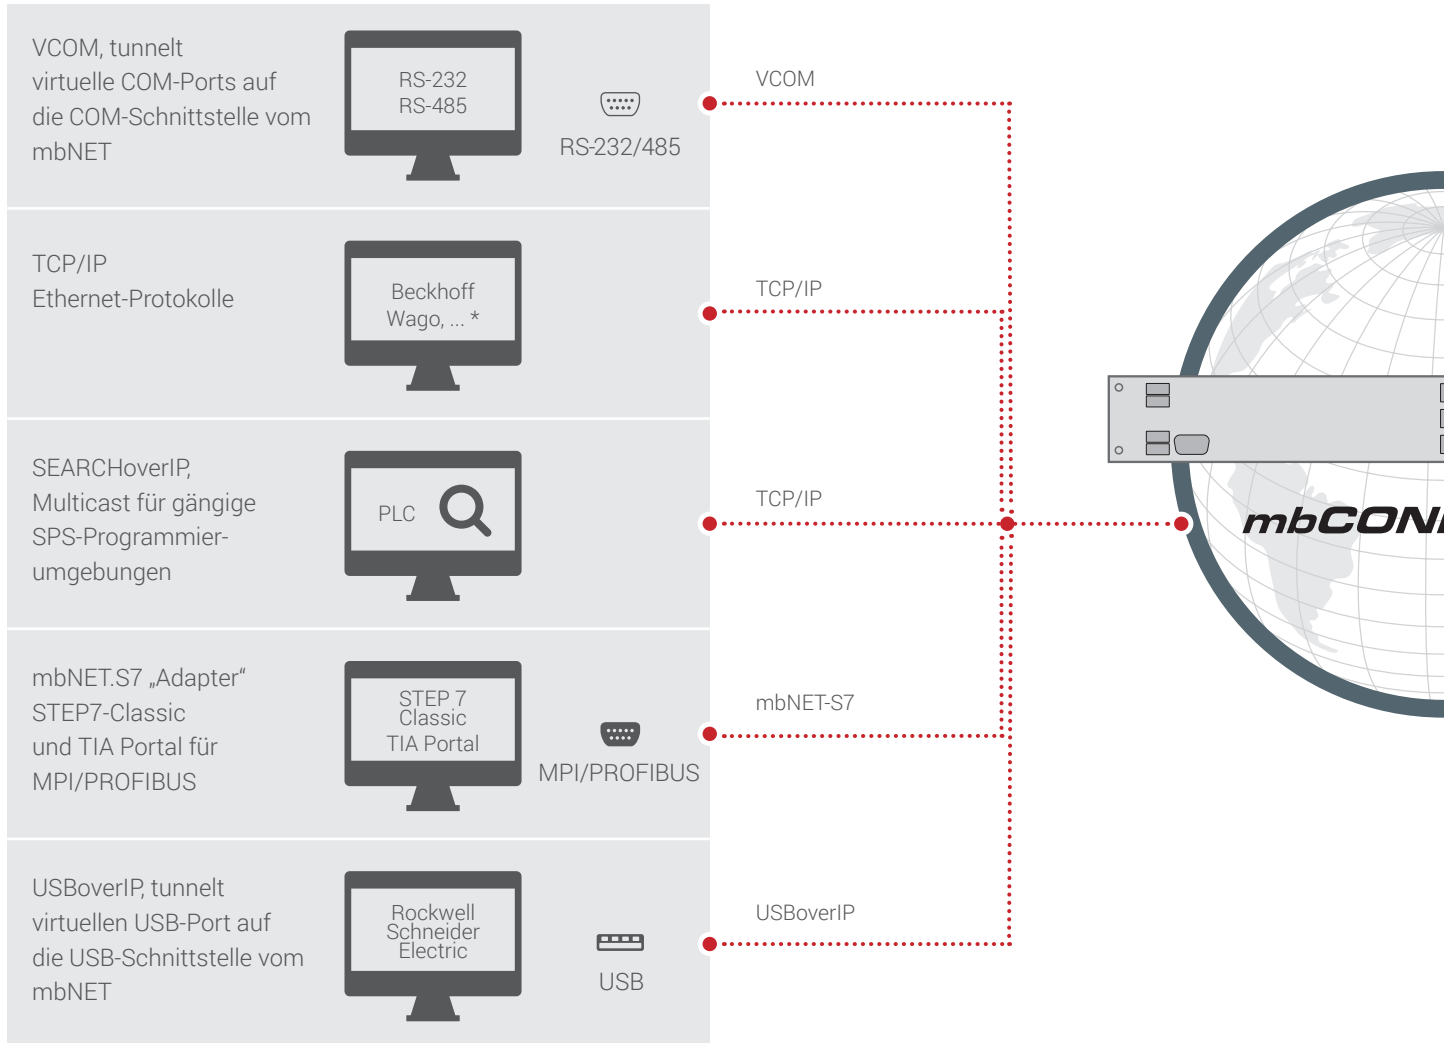 VCOM, tunnelt
virtuelle COM-Ports auf
die COM-Schnittstelle vom
mbNET
RS-232
RS-485
RS-232/485
VCOM
TCP/IP
Ethernet-Protokolle
Beckhoff
Wago, ... *
TCP/IP
SEARCHoverIP,
Multicast für gängige
SPS-Programmier-
umgebungen
PLC
TCP/IP
mbCON
mbNET.S7 „Adapter“
STEP7-Classic
und TIA Portal für
MPI/PROFIBUS
STEP 7
Classic
TIA Portal
MPI/PROFIBUS
mbNET-S7
USBoverIP, tunnelt
virtuellen USB-Port auf
die USB-Schnittstelle vom
mbNET
Rockwell
Schneider
Electric
USB
USBoverIP